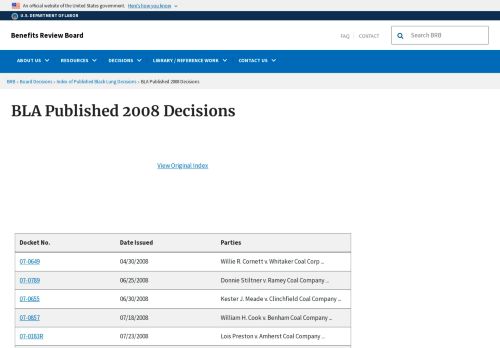 An official website of the United States government. Here's how you know
U.S. DEPARTMENT OF LABOR
Benefits Review Board
FAQ CONTACT
Search BRB
ABOUT US RESOURCES DECISIONS LIBRARY / REFERENCE WORK CONTACT US
BRB » Board Decisions » Index of Published Black Lung Decisions » BLA Published 2008 Decisions
BLA Published 2008 Decisions
View Original Index
Docket No. Date Issued Parties
07-0649 04/30/2008 Willie R. Cornett v. Whitaker Coal Corp ...
07-0789 06/25/2008 Donnie Stiltner v. Ramey Coal Company ...
07-0655 06/30/2008 Kester J. Meade v. Clinchfield Coal Company ...
07-0857 07/18/2008 William H. Cook v. Benham Coal Company ...
07-0183R 07/23/2008 Lois Preston v. Amherst Coal Company ...